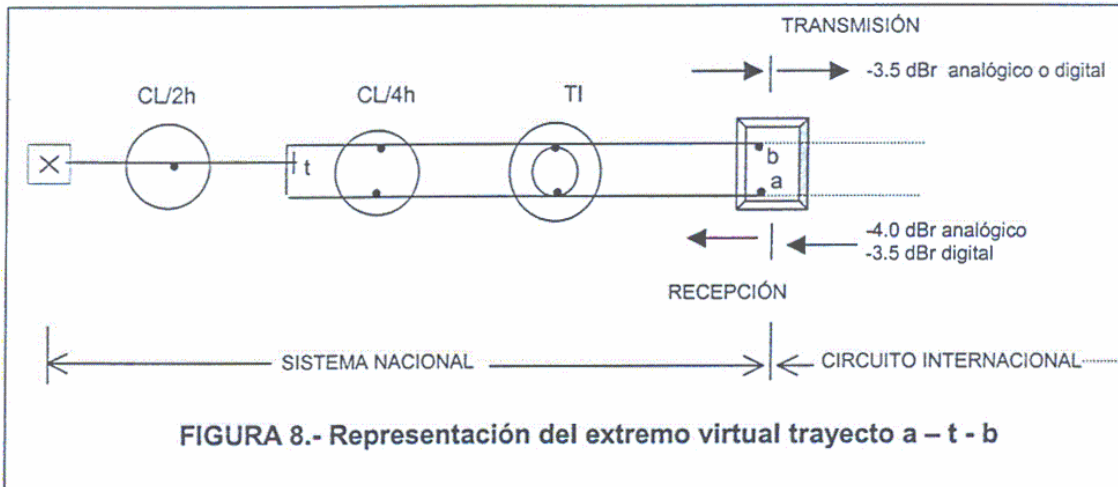 TRANSMISIÓN
-3.5 dBr analógico o digital
CL/2h
CL/4h
TI
t
b
a
-4.0 dBr analógico
-3.5 dBr digital
RECEPCIÓN
SISTEMA NACIONAL
CIRCUITO INTERNACIONAL
FIGURA 8.- Representación del extremo virtual trayecto a – t - b